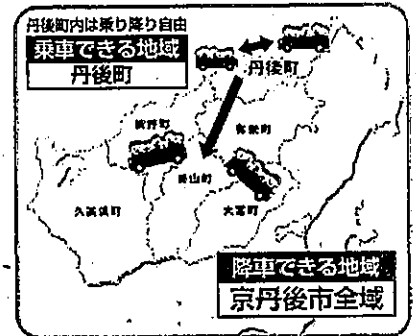 丹後町内は乗り降り自由
乗車できる地域
丹後町
丹後町
網野町
弥栄町
峰山町
久美浜町
大宮町
降車できる地域
京丹後市全域